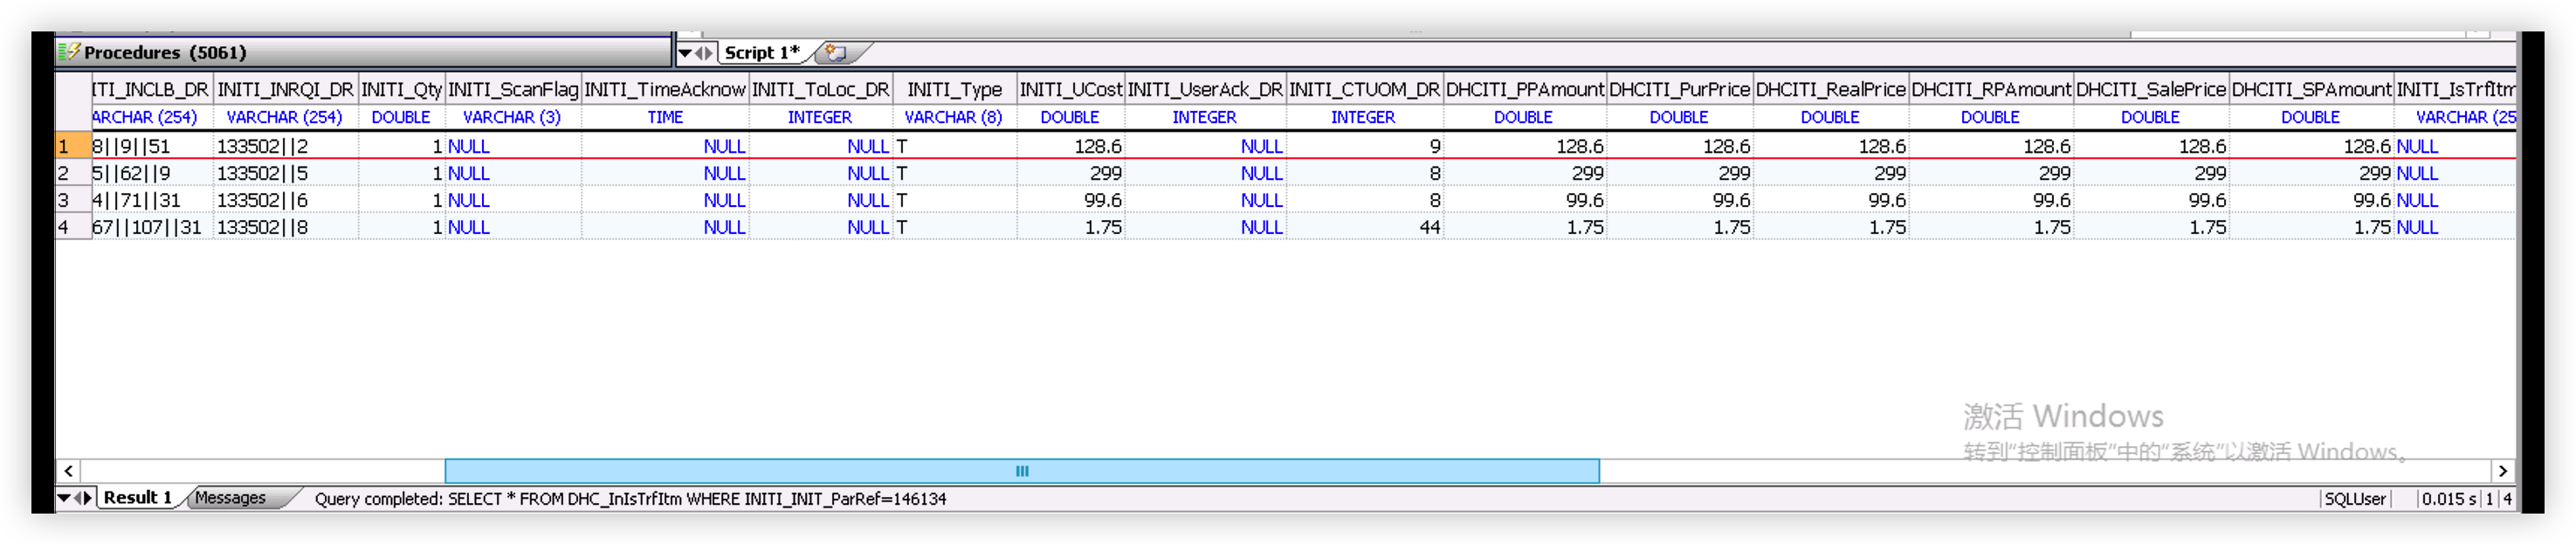 Procedures (5061)
Script 1*
ITI_INCLB_DR INITI_INRQI_DR INITI_Qty INITI_ScanFlag INITI_TimeAcknow INITI_ToLoc_DR INITI_Type INITI_UCost INITI_UserAck_DR INITI_CTUOM_DR DHCITI_PPAmount DHCITI_PurPrice DHCITI_RealPrice DHCITI_RPAmount DHCITI_SalePrice DHCITI_SPAmount INITI_IsTrfItm
ARCHAR (254) VARCHAR (254) DOUBLE VARCHAR (3) TIME INTEGER VARCHAR (8) DOUBLE INTEGER INTEGER DOUBLE DOUBLE DOUBLE DOUBLE DOUBLE DOUBLE VARCHAR (25
1 8||9||51 133502||2 1 NULL NULL NULL T 128.6 NULL 9 128.6 128.6 128.6 128.6 128.6 128.6 NULL
2 5||62||9 133502||5 1 NULL NULL NULL T 299 NULL 8 299 299 299 299 299 299 NULL
3 4||71||31 133502||6 1 NULL NULL NULL T 99.6 NULL 8 99.6 99.6 99.6 99.6 99.6 99.6 NULL
4 67||107||31 133502||8 1 NULL NULL NULL T 1.75 NULL 44 1.75 1.75 1.75 1.75 1.75 1.75 NULL
激活 Windows
转到“控制面板”中的“系统”以激活 Windows。
Result 1 Messages Query completed: SELECT * FROM DHC_InIsTrfItm WHERE INITI_INIT_ParRef=146134 SQLUser 0.015 s 1 4